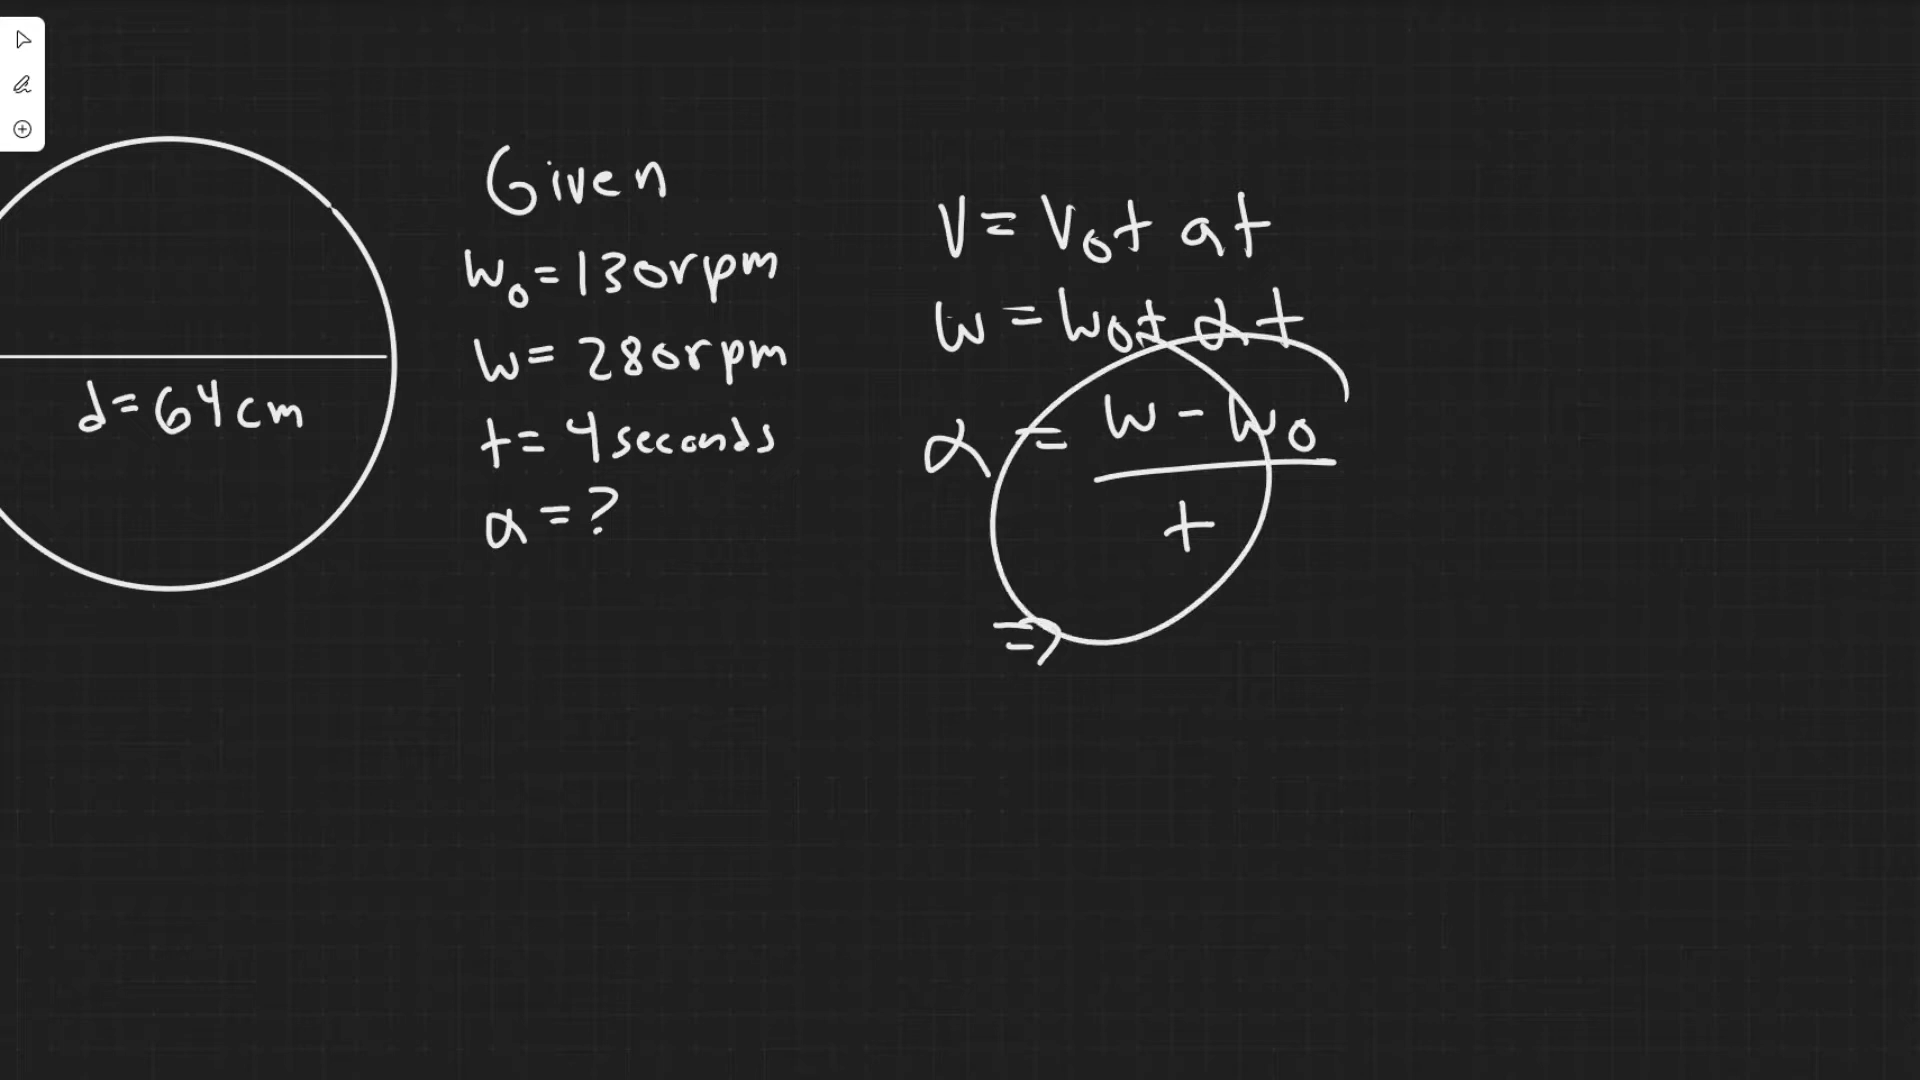 d=64cm
Given
w₀=130rpm
w=280rpm
t=4seconds
α=?
V=V₀+at
w=w₀+αt
α=
w-w₀
t
=>